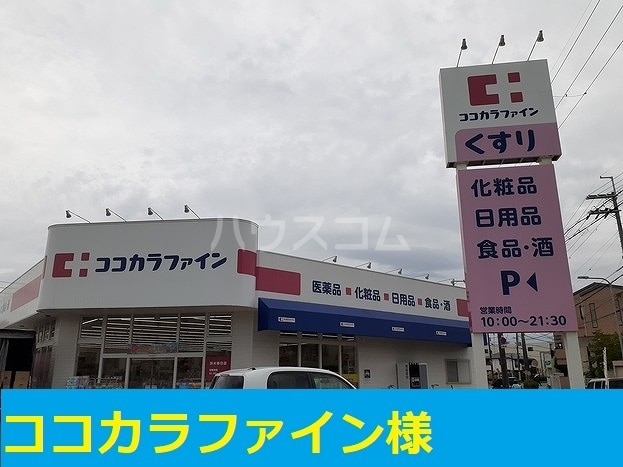 ココカラファイン
くすり
化粧品
日用品
食品・酒
P
営業時間
10:00～21:30
ココカラファイン
医薬品 化粧品 日用品 食品・酒
ハウスコム
ココカラファイン様